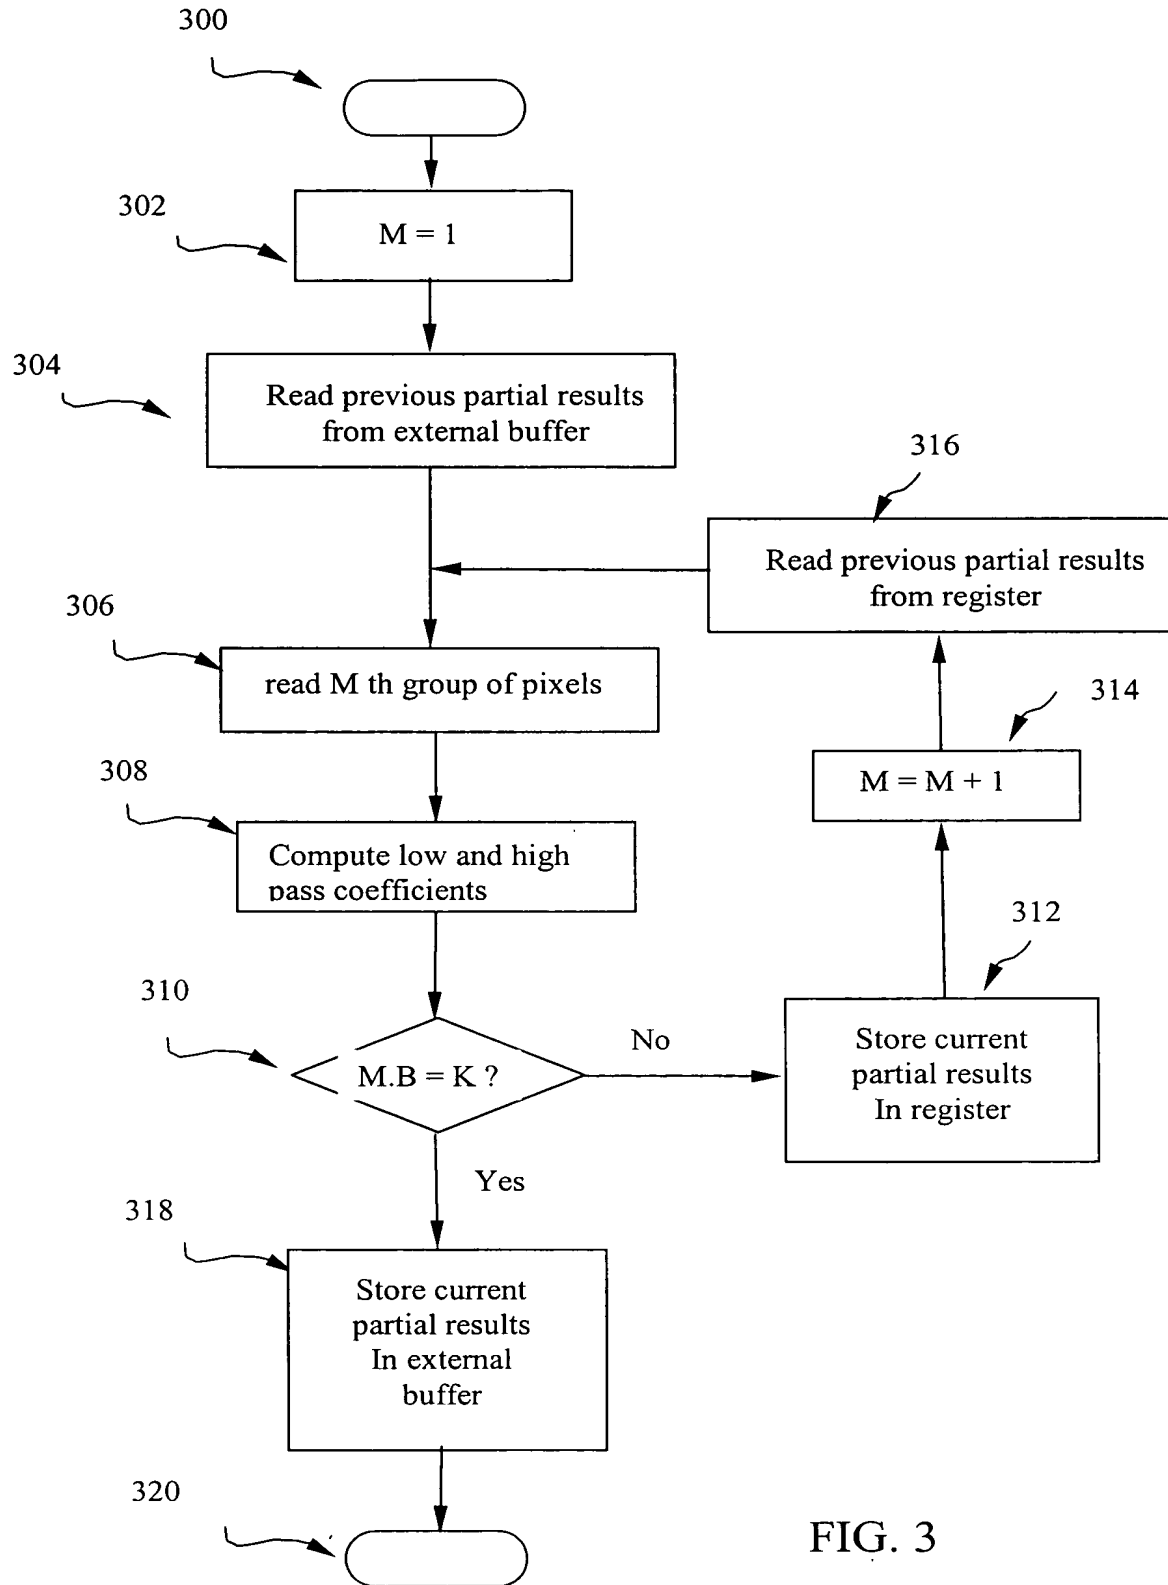 300
302
M = 1
304
Read previous partial results
from external buffer
316
Read previous partial results
from register
306
read M th group of pixels
314
M = M + 1
308
Compute low and high
pass coefficients
312
Store current
partial results
In register
310
M.B = K ?
No
Yes
318
Store current
partial results
In external
buffer
320
FIG. 3